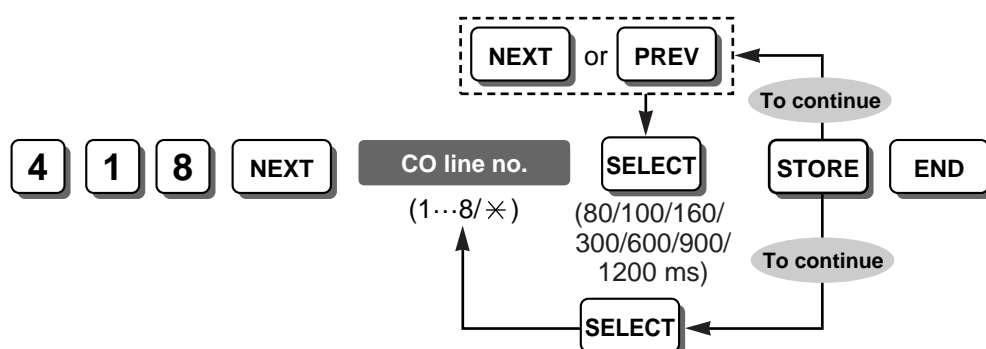 NEXT or PREV
To continue
4 1 8 NEXT CO line no. SELECT STORE END
(1···8/✳) (80/100/160/
300/600/900/
1200 ms)
To continue
SELECT